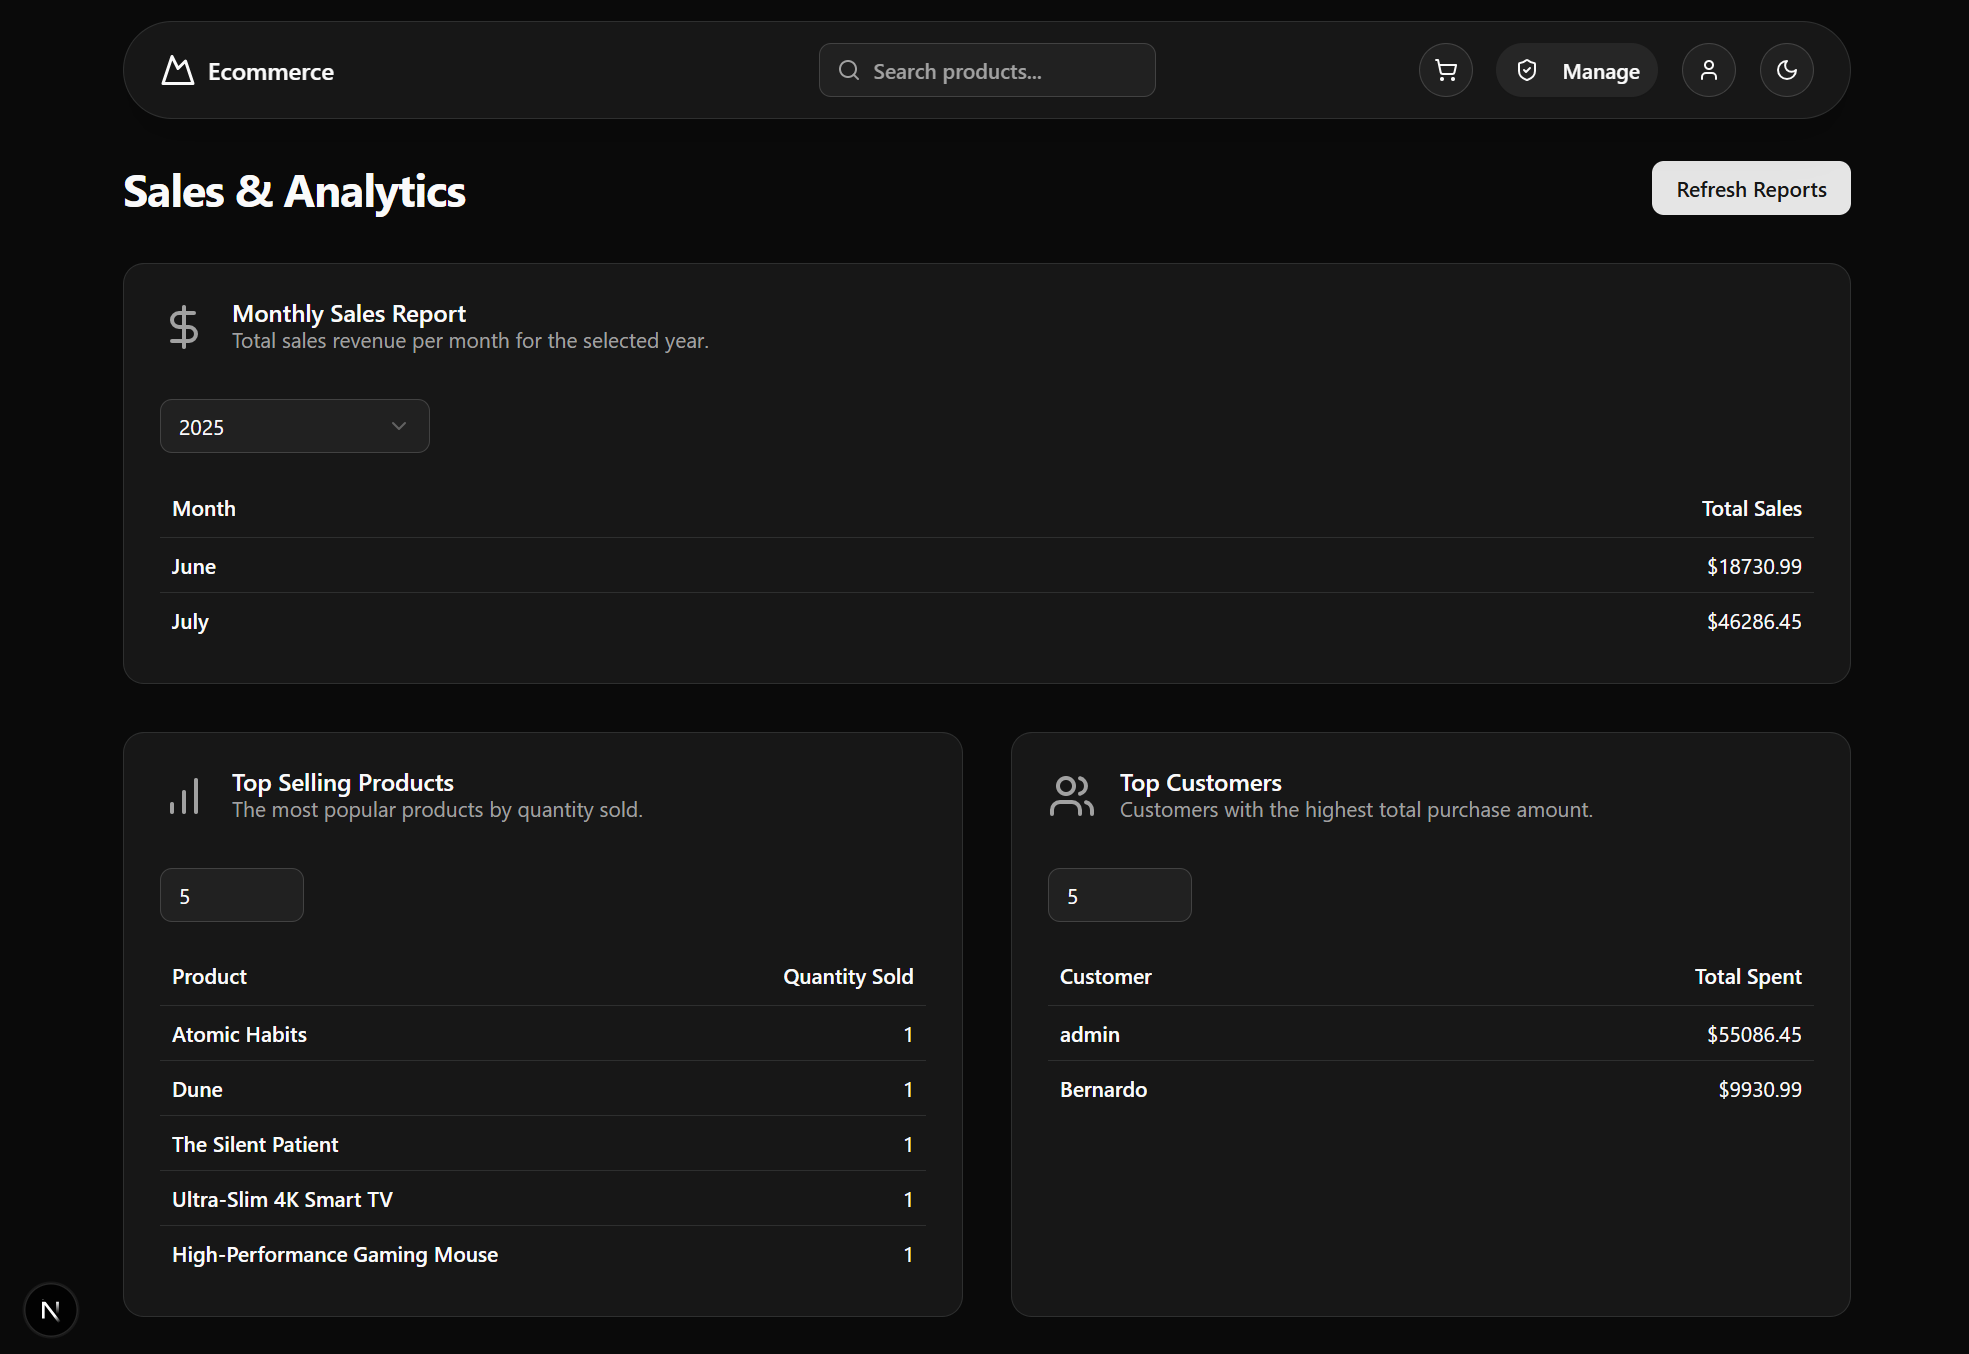 Ecommerce
Search products...
Manage
Sales & Analytics
Refresh Reports
Monthly Sales Report
Total sales revenue per month for the selected year.
2025
Month Total Sales
June $18730.99
July $46286.45
Top Selling Products
The most popular products by quantity sold.
5
Product Quantity Sold
Atomic Habits 1
Dune 1
The Silent Patient 1
Ultra-Slim 4K Smart TV 1
High-Performance Gaming Mouse 1
Top Customers
Customers with the highest total purchase amount.
5
Customer Total Spent
admin $55086.45
Bernardo $9930.99
N